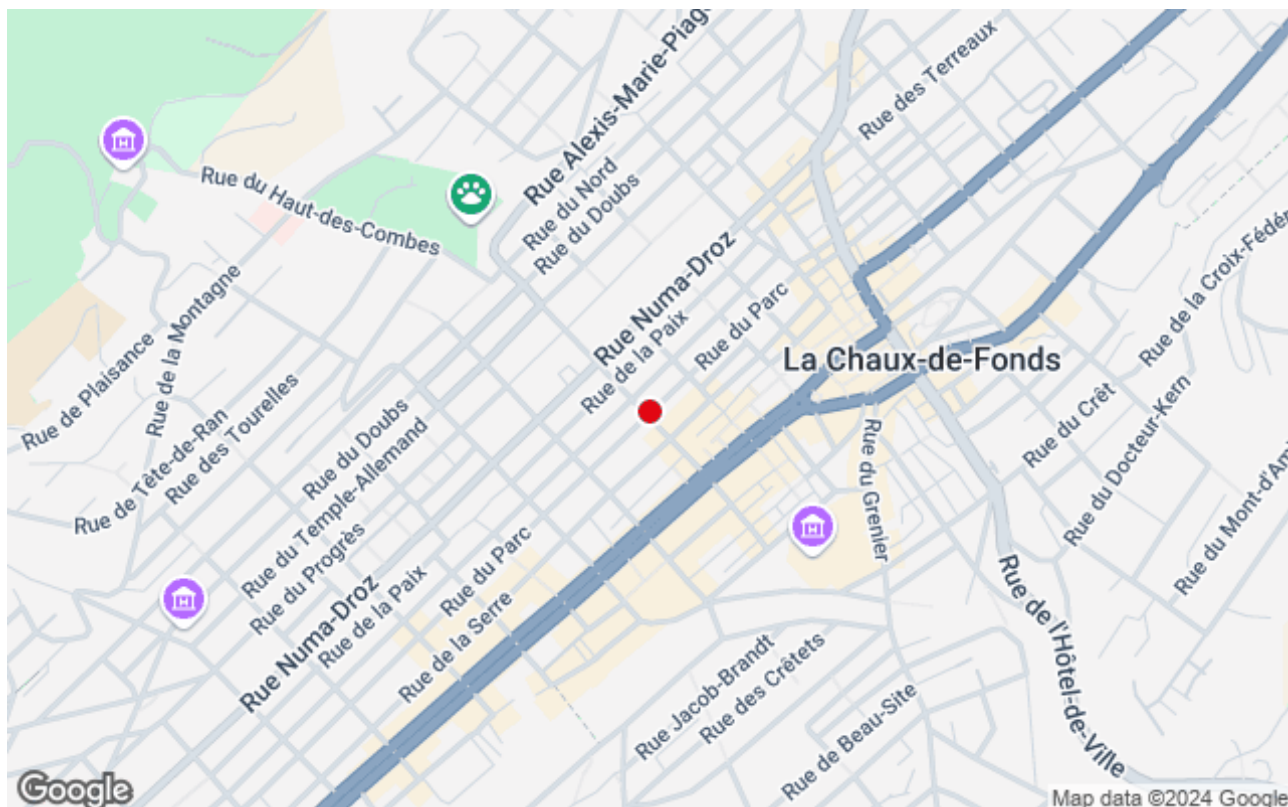 Rue Alexis-Marie-Piag
Rue des Terreaux
Rue du Haut-des-Combes
Rue du Nord
Rue du Doubs
Rue Numa-Droz
Rue de la Paix
Rue du Parc
La Chaux-de-Fonds
Rue de la Croix-Fédér
Rue de Plaisance
Rue de la Montagne
Rue de Tête-de-Ran
Rue des Tourelles
Rue du Doubs
Rue du Temple-Allemand
Rue du Progrès
Rue du Crêt
Rue du Docteur-Kern
Rue du Grenier
Rue du Mont-d'Am
Rue Numa-Droz
Rue de la Paix
Rue du Parc
Rue de la Serre
Rue de l'Hôtel-de-Ville
Rue Jacob-Brandt
Rue des Crêtets
Rue de Beau-Site
Google
Map data ©2024 Google